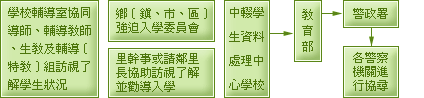 學校輔導室協同
導師、輔導教師
、生教及輔導〔
特教〕組訪視了
解學生狀況
鄉〔鎮、市、區〕
強迫入學委員會
里幹事或請鄰里
長協助訪視了解
並勸導入學
中輟學
生資料
處理中
心學校
教
育
部
警政署
各警察
機關進
行協尋